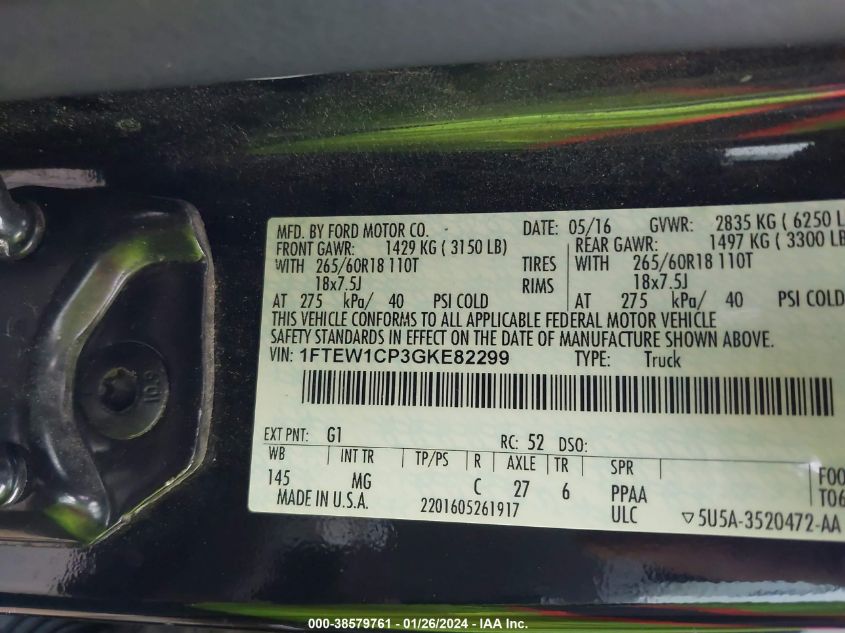 MFD. BY FORD MOTOR CO. DATE: 05/16 GVWR: 2835 KG ( 6250 L
FRONT GAWR: 1429 KG ( 3150 LB) REAR GAWR: 1497 KG ( 3300 LB
WITH 265/60R18 110T TIRES WITH 265/60R18 110T
18x7.5J RIMS 18x7.5J
AT 275 kPa/ 40 PSI COLD AT 275 kPa/ 40 PSI COLD
THIS VEHICLE CONFORMS TO ALL APPLICABLE FEDERAL MOTOR VEHICLE
SAFETY STANDARDS IN EFFECT ON THE DATE OF MANUFACTURE SHOWN ABOVE.
VIN: 1FTEW1CP3GKE82299 TYPE: Truck
EXT PNT: G1 RC: 52 DSO:
WB INT TR TP/PS R AXLE TR SPR
145 MG C 27 6 PPAA F00
MADE IN U.S.A. 2201605261917 ULC T06
5U5A-3520472-AA
000-38579761 - 01/26/2024 - IAA Inc.